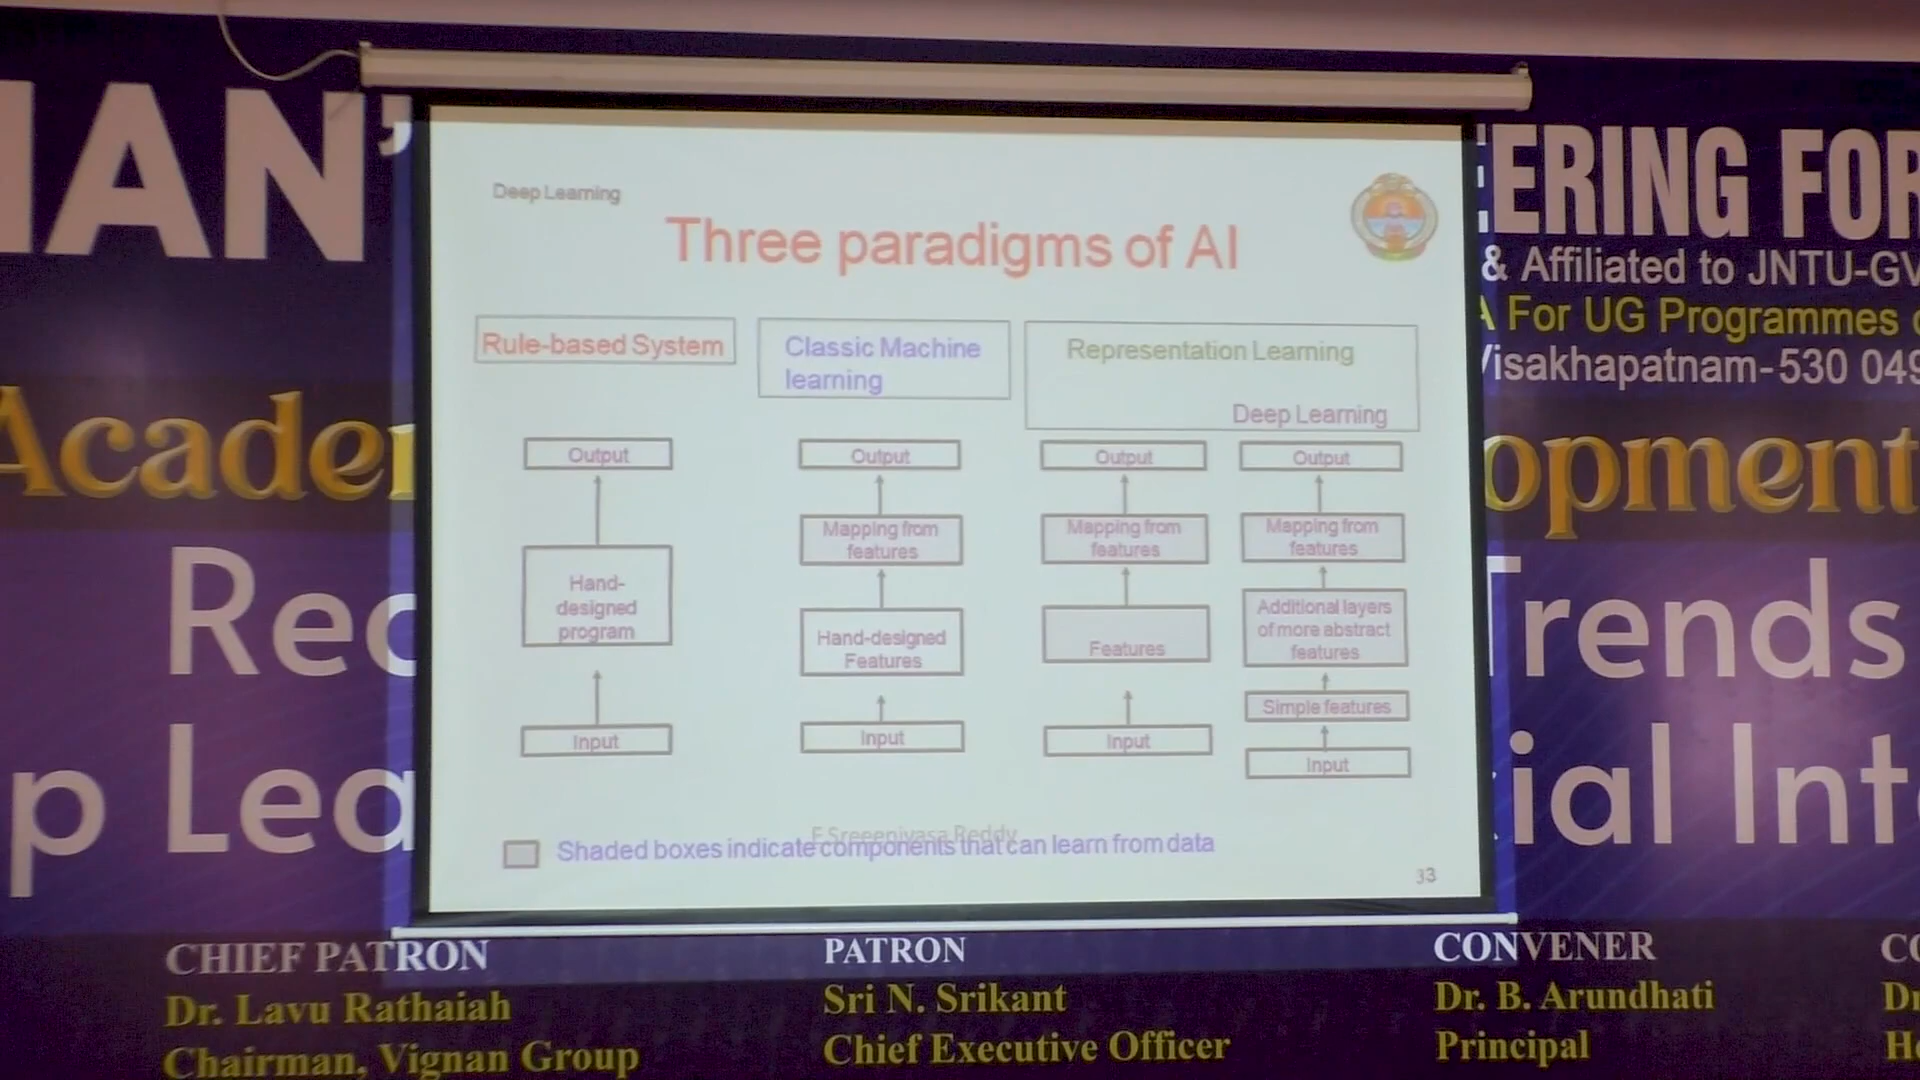 Deep Learning
Three paradigms of AI
Rule-based System
Classic Machine
learning
Representation Learning
Deep Learning
Output
Hand-
designed
program
Input
Output
Mapping from
features
Hand-designed
Features
Input
Output
Mapping from
features
Features
Input
Output
Mapping from
features
Additional layers
of more abstract
features
Simple features
Input
Shaded boxes indicate components that can learn from data
33
ERING FOR
& Affiliated to JNTU-GV
For UG Programmes
Visakhapatnam-530 049
Acade
opment
Rec
Trends
p Lea
ial Int
CHIEF PATRON
Dr. Lavu Rathaiah
Chairman, Vignan Group
PATRON
Sri N. Srikant
Chief Executive Officer
CONVENER
Dr. B. Arundhati
Principal